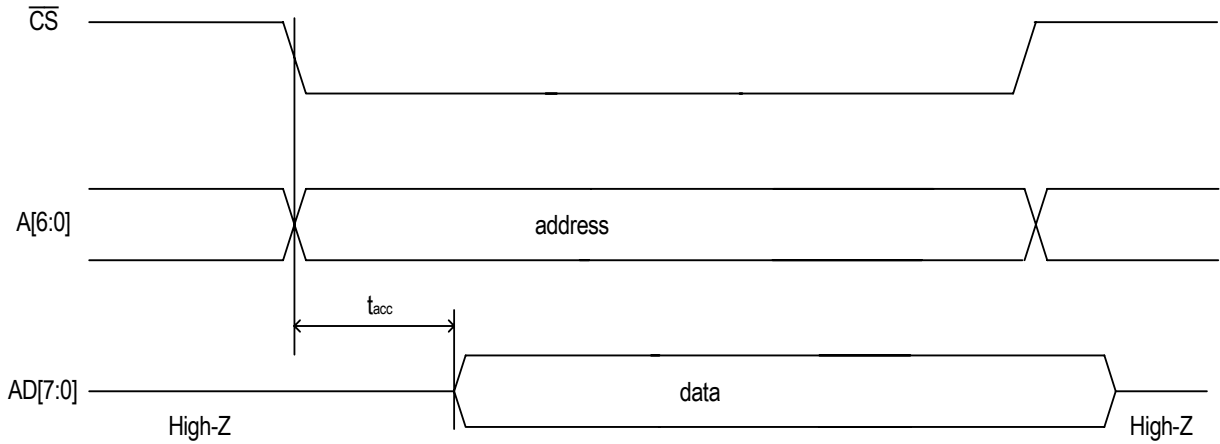 CS
A[6:0]
address
tacc
AD[7:0]
data
High-Z
High-Z